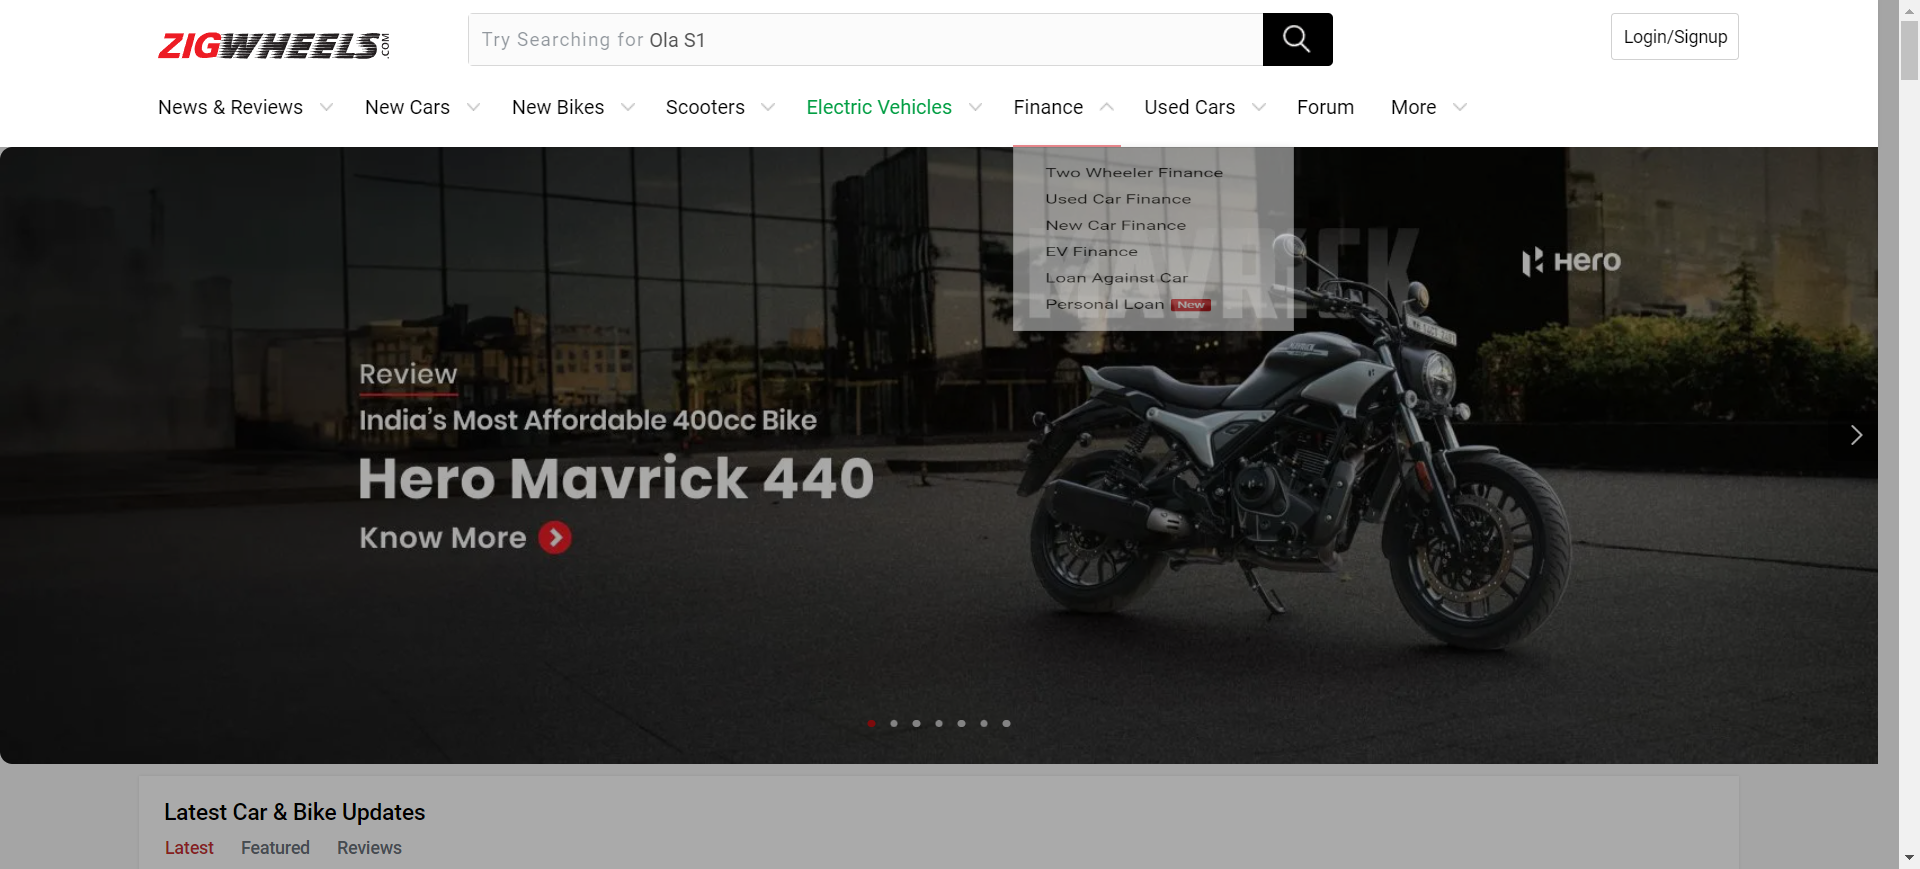 ZIGWHEELS.COM
Try Searching for Ola S1
Login/Signup
News & Reviews
New Cars
New Bikes
Scooters
Electric Vehicles
Finance
Used Cars
Forum
More
Two Wheeler Finance
Used Car Finance
New Car Finance
EV Finance
Loan Against Car
Personal Loan New
MAVRICK
Hero
Review
India's Most Affordable 400cc Bike
Hero Mavrick 440
Know More
Latest Car & Bike Updates
Latest
Featured
Reviews